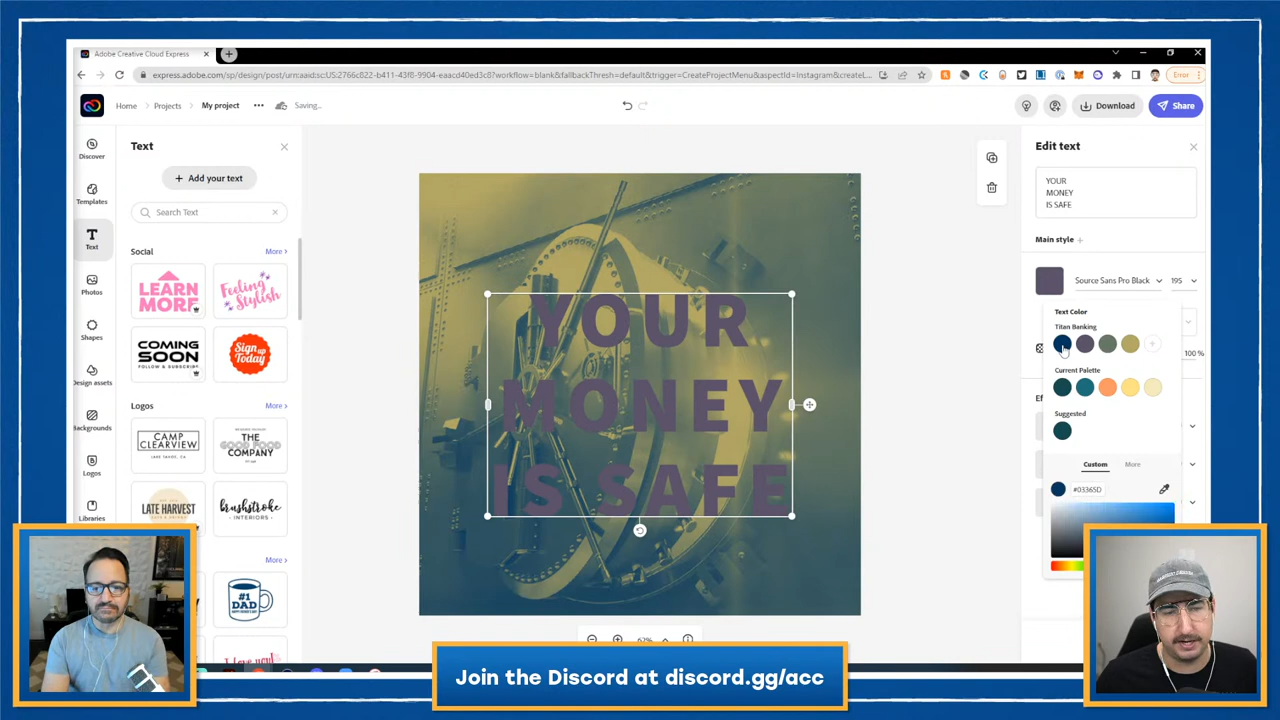 Adobe Creative Cloud Express
express.adobe.com/sp/design/post/urn:aaid:sc:US:2766c822-b411-43f8-9904-eaacd40ed3c8?workflow=blank&fallbackThresh=default&trigger=CreateProjectMenu&aspectId=Instagram&createL...
Error
Home Projects My project Saving...
Download Share
Discover
Templates
Text
Photos
Shapes
Design assets
Backgrounds
Logos
Libraries
Text
+ Add your text
Search Text
Social More >
LEARN
MORE
Feeling
Stylish
COMING
SOON
FOLLOW & SUBSCRIBE
Sign up
Today
Logos More >
CAMP
CLEARVIEW
LAKE TAHOE, CA
THE
GOOD FOOD
COMPANY
LATE HARVEST
brushstroke
• INTERIORS •
More >
#1
DAD
I love you!
YOUR
MONEY
IS SAFE
62%
Edit text
YOUR
MONEY
IS SAFE
Main style +
Source Sans Pro Black 195
Text Color
Titan Banking
100 %
Current Palette
Suggested
Custom More
#03365D
Join the Discord at discord.gg/acc